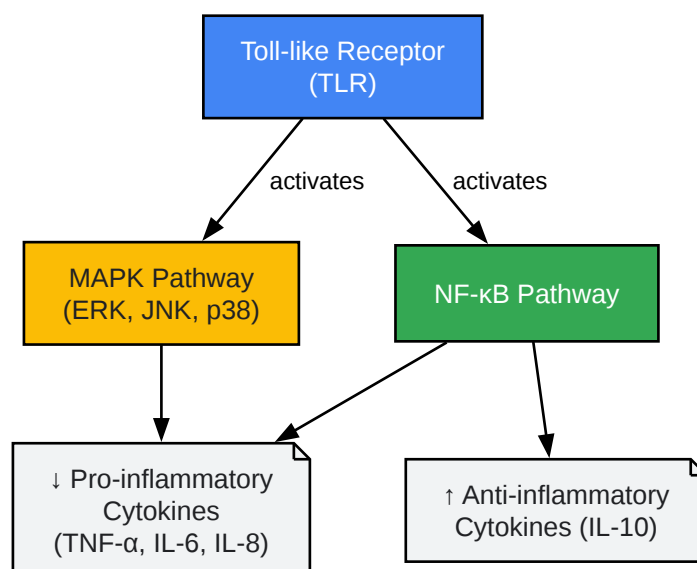 Toll-like Receptor
(TLR)
activates
activates
MAPK Pathway
(ERK, JNK, p38)
NF-κB Pathway
↓ Pro-inflammatory
Cytokines
(TNF-α, IL-6, IL-8)
↑ Anti-inflammatory
Cytokines (IL-10)